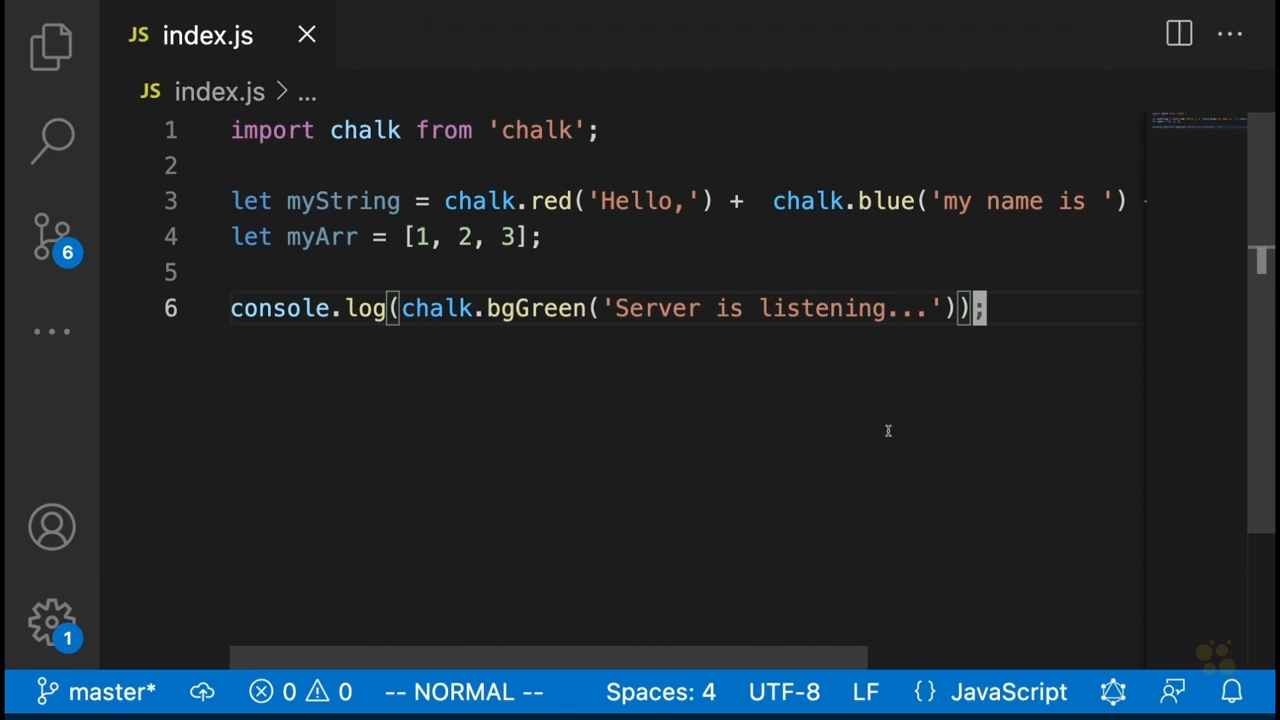 JS index.js
JS index.js > ...
1 import chalk from 'chalk';
2
3 let myString = chalk.red('Hello,') +  chalk.blue('my name is ')
4 let myArr = [1, 2, 3];
5
6 console.log(chalk.bgGreen('Server is listening...'));
6
1
master* 0 0 -- NORMAL -- Spaces: 4 UTF-8 LF {} JavaScript